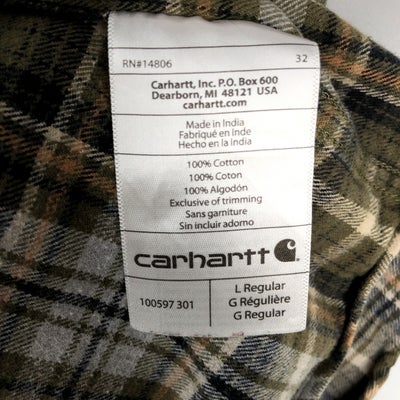 RN#14806 32
Carhartt, Inc. P.O. Box 600
Dearborn, MI 48121 USA
carhartt.com
Made in India
Fabriqué en inde
Hecho en la India
100% Cotton
100% Coton
100% Algodón
Exclusive of trimming
Sans garniture
Sin incluir adorno
carhartt
100597 301
L Regular
G Régulière
G Regular